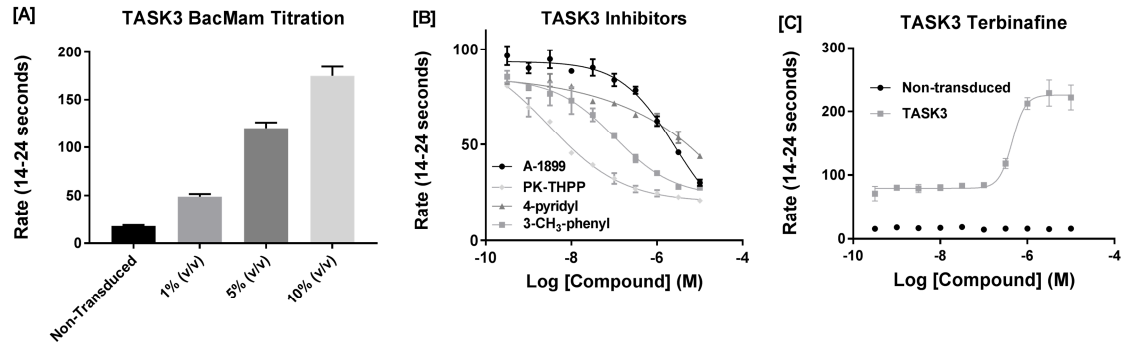 [A]
TASK3 BacMam Titration
Rate (14-24 seconds)
200
150
100
50
0
Non-Transduced
1% (v/v)
5% (v/v)
10% (v/v)
[B]
TASK3 Inhibitors
Rate (14-24 seconds)
100
50
0
A-1899
PK-THPP
4-pyridyl
3-CH₃-phenyl
-10
-8
-6
-4
Log [Compound] (M)
[C]
TASK3 Terbinafine
Rate (14-24 seconds)
300
200
100
0
Non-transduced
TASK3
-10
-8
-6
-4
Log [Compound] (M)